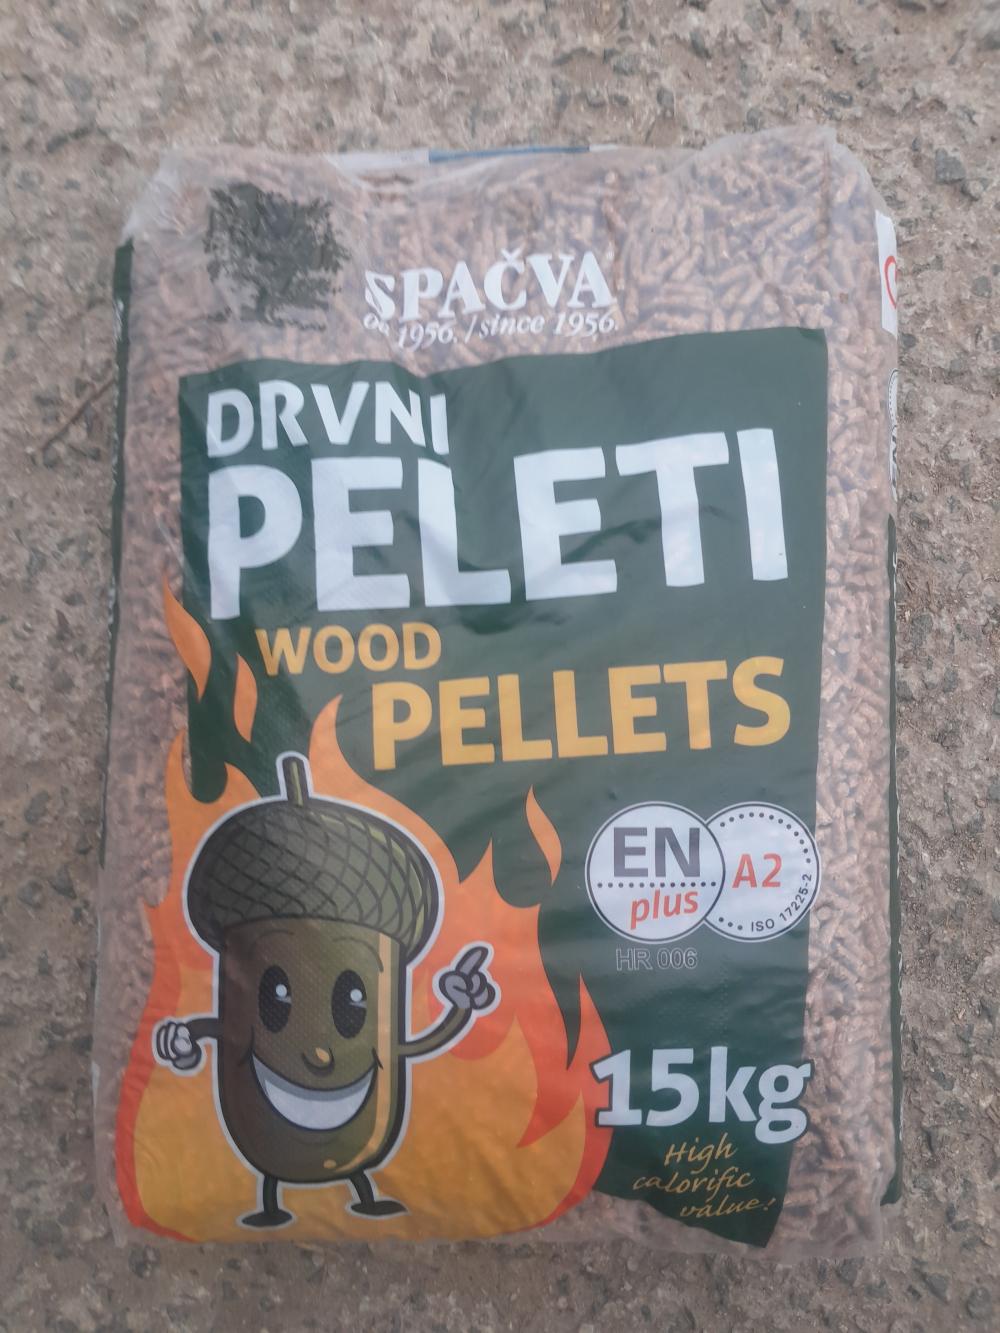 SPAČVA
Od 1956. / since 1956.
DRVNI
PELETI
WOOD
PELLETS
EN
plus
A2
ISO 17225-2
HR 006
15kg
High
calorific
value!